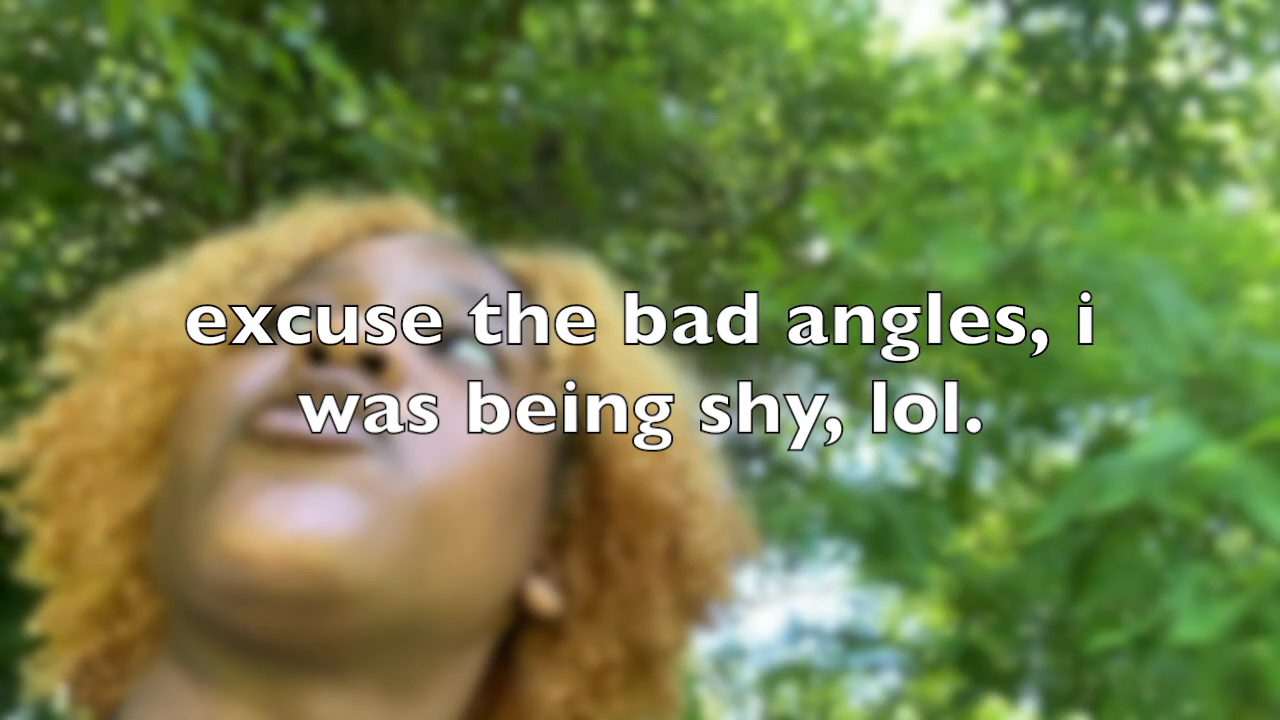 excuse the bad angles, i
was being shy, lol.